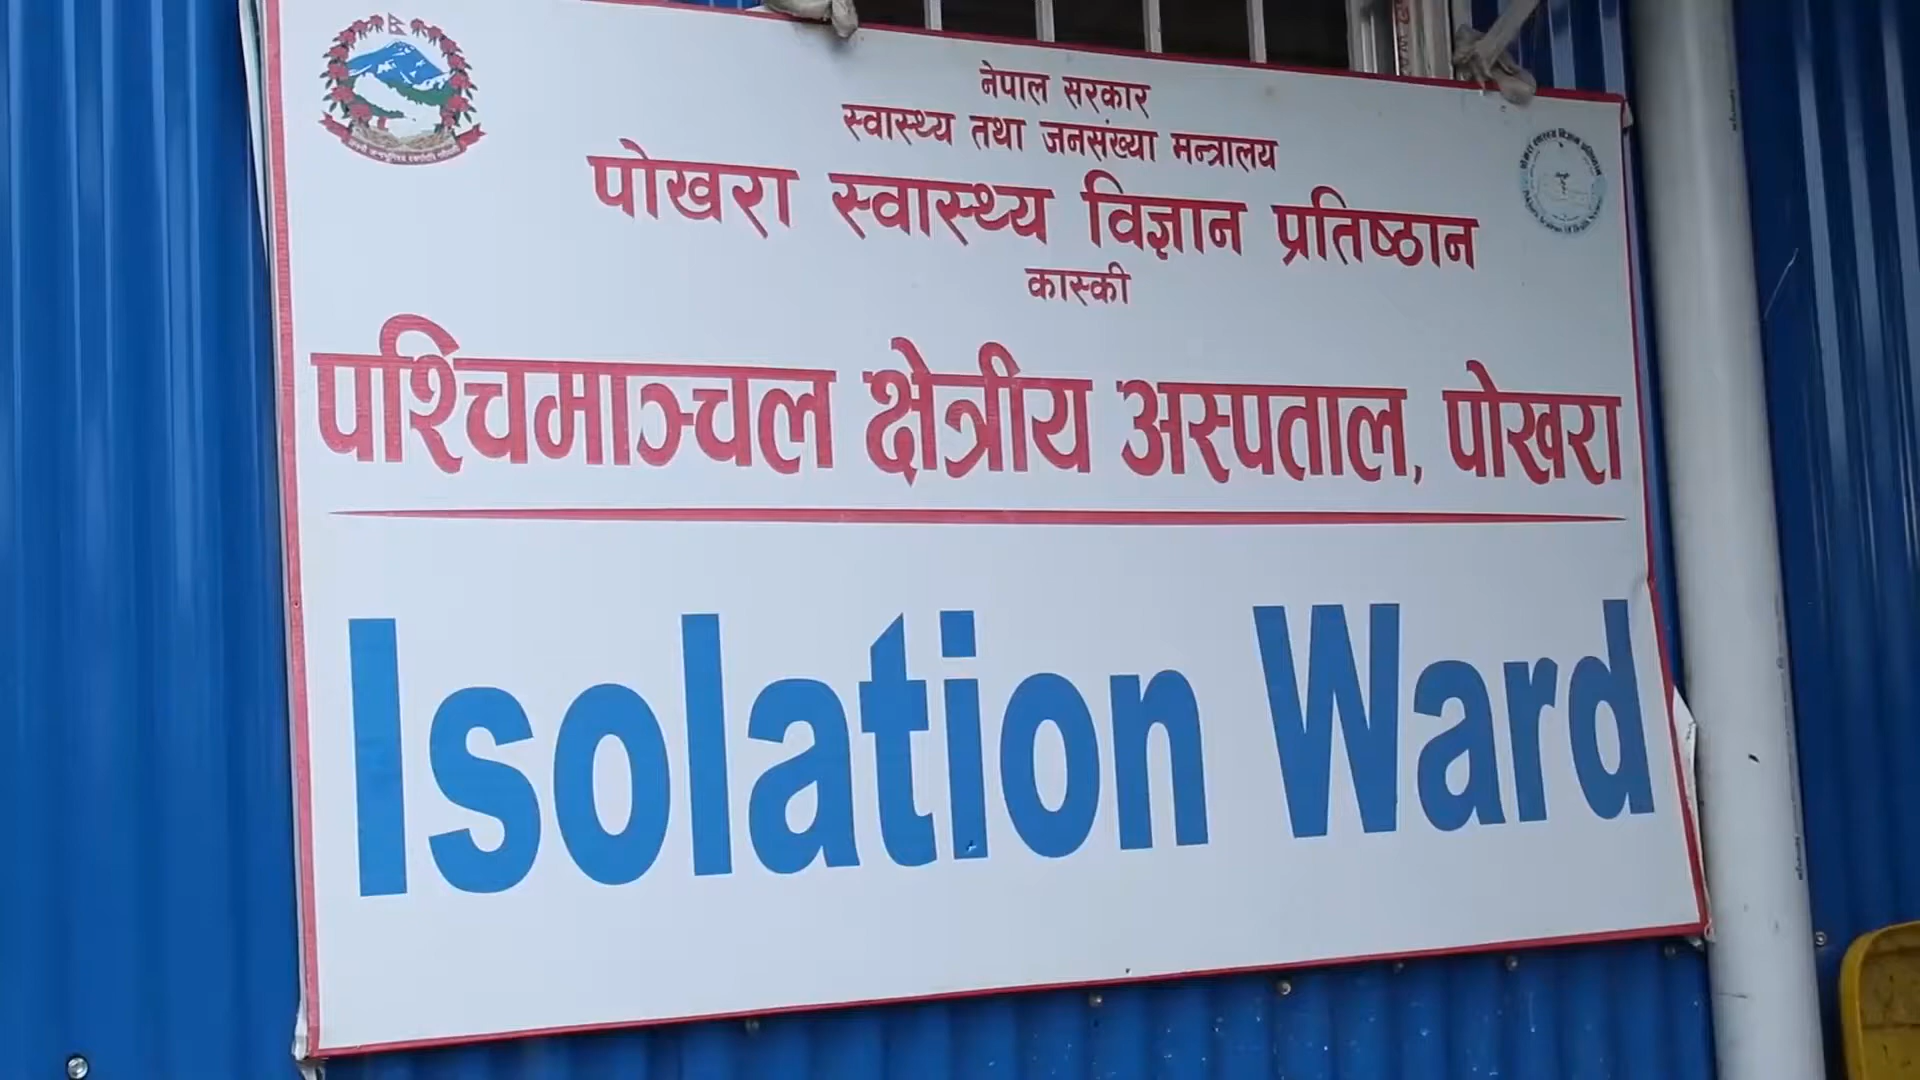 नेपाल सरकार
स्वास्थ्य तथा जनसंख्या मन्त्रालय
पोखरा स्वास्थ्य विज्ञान प्रतिष्ठान
कास्की
पश्चिमाञ्चल क्षेत्रीय अस्पताल, पोखरा
Isolation Ward